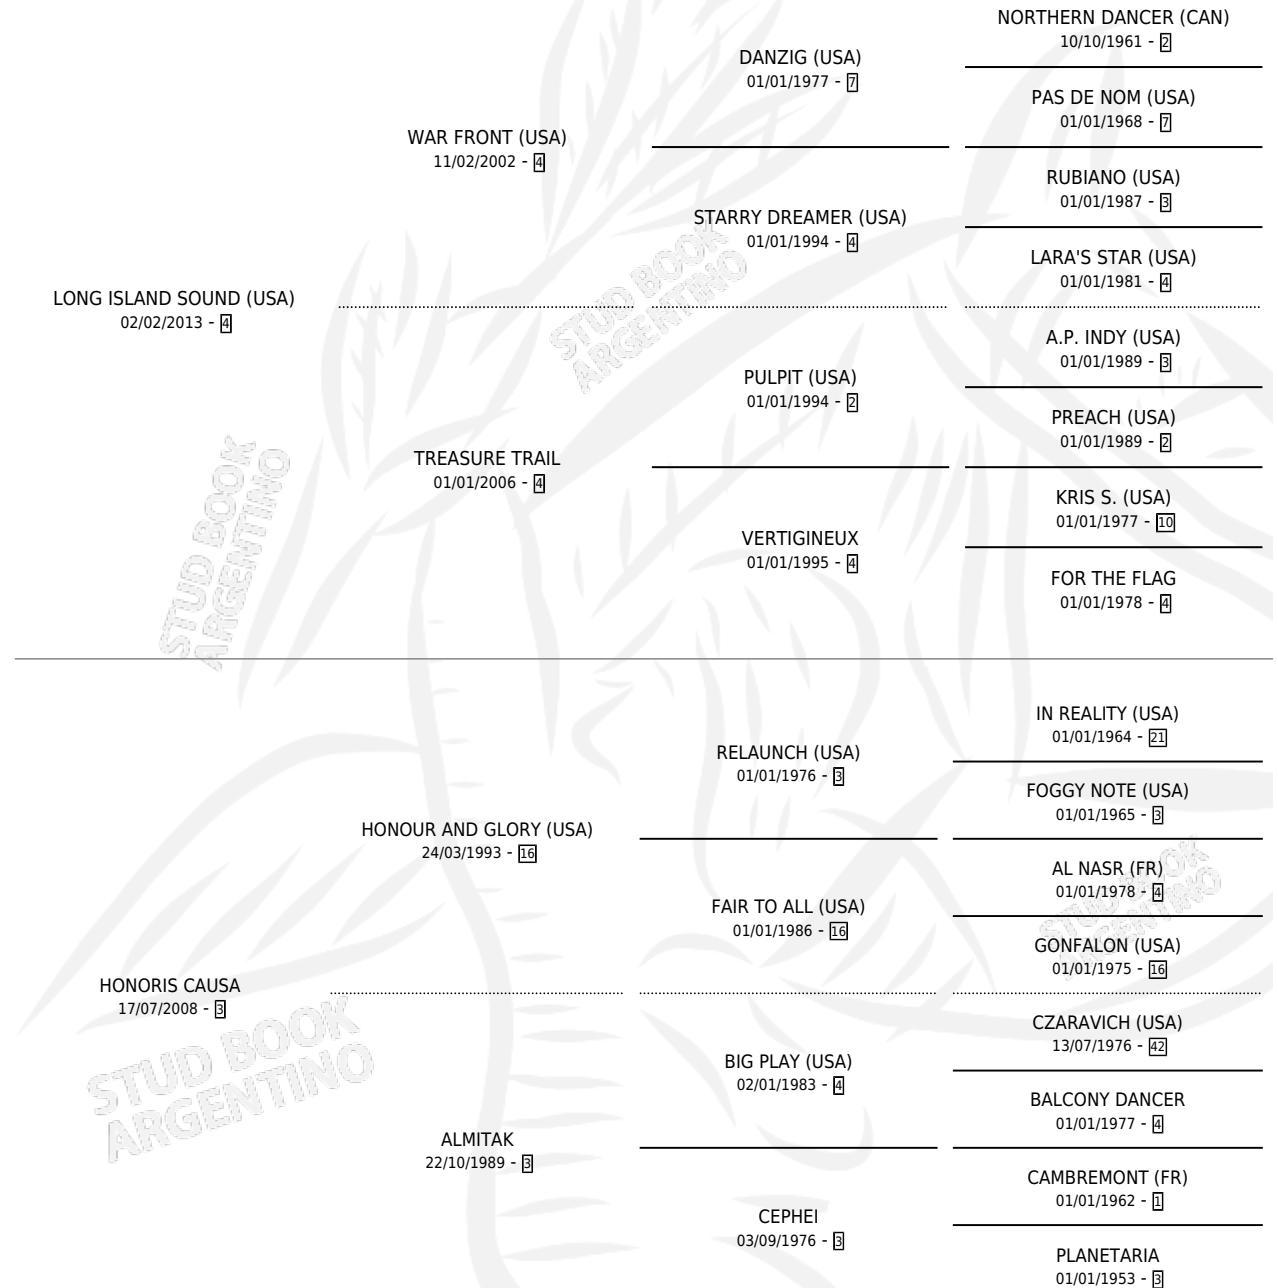 NORTHERN DANCER (CAN)
10/10/1961 - 2
DANZIG (USA)
01/01/1977 - 7
PAS DE NOM (USA)
01/01/1968 - 7
WAR FRONT (USA)
11/02/2002 - 4
RUBIANO (USA)
01/01/1987 - 3
STARRY DREAMER (USA)
01/01/1994 - 4
LARA'S STAR (USA)
01/01/1981 - 4
LONG ISLAND SOUND (USA)
02/02/2013 - 4
A.P. INDY (USA)
01/01/1989 - 3
PULPIT (USA)
01/01/1994 - 2
PREACH (USA)
01/01/1989 - 2
TREASURE TRAIL
01/01/2006 - 4
KRIS S. (USA)
01/01/1977 - 10
VERTIGINEUX
01/01/1995 - 4
FOR THE FLAG
01/01/1978 - 4
IN REALITY (USA)
01/01/1964 - 21
RELAUNCH (USA)
01/01/1976 - 3
FOGGY NOTE (USA)
01/01/1965 - 3
HONOUR AND GLORY (USA)
24/03/1993 - 16
AL NASR (FR)
01/01/1978 - 4
FAIR TO ALL (USA)
01/01/1986 - 16
GONFALON (USA)
01/01/1975 - 16
HONORIS CAUSA
17/07/2008 - 3
CZARAVICH (USA)
13/07/1976 - 42
BIG PLAY (USA)
02/01/1983 - 4
BALCONY DANCER
01/01/1977 - 4
ALMITAK
22/10/1989 - 3
CAMBREMONT (FR)
01/01/1962 - 1
CEPHEI
03/09/1976 - 3
PLANETARIA
01/01/1953 - 3
STUD BOOK
ARGENTINO
STUD BOOK
ARGENTINO
STUD BOOK
ARGENTINO
STUD BOOK
ARGENTINO